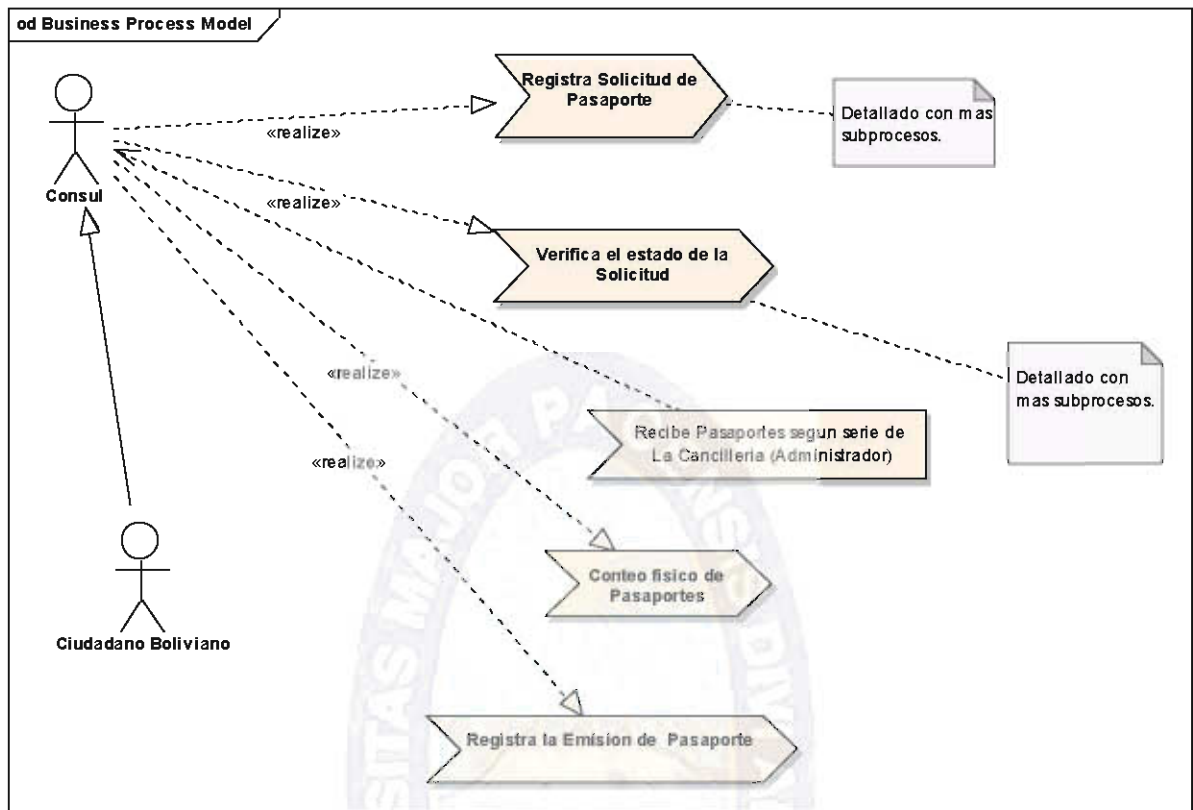 od Business Process Model
Registra Solicitud de
Pasaporte
Detallado con mas
subprocesos.
«realize»
Consul
«realize»
Verifica el estado de la
Solicitud
«realize»
Detallado con
mas subprocesos.
Recibe Pasaportes segun serie de
La Cancilleria (Administrador)
«realize»
Conteo fisico de
Pasaportes
Ciudadano Boliviano
Registra la Emision de Pasaporte